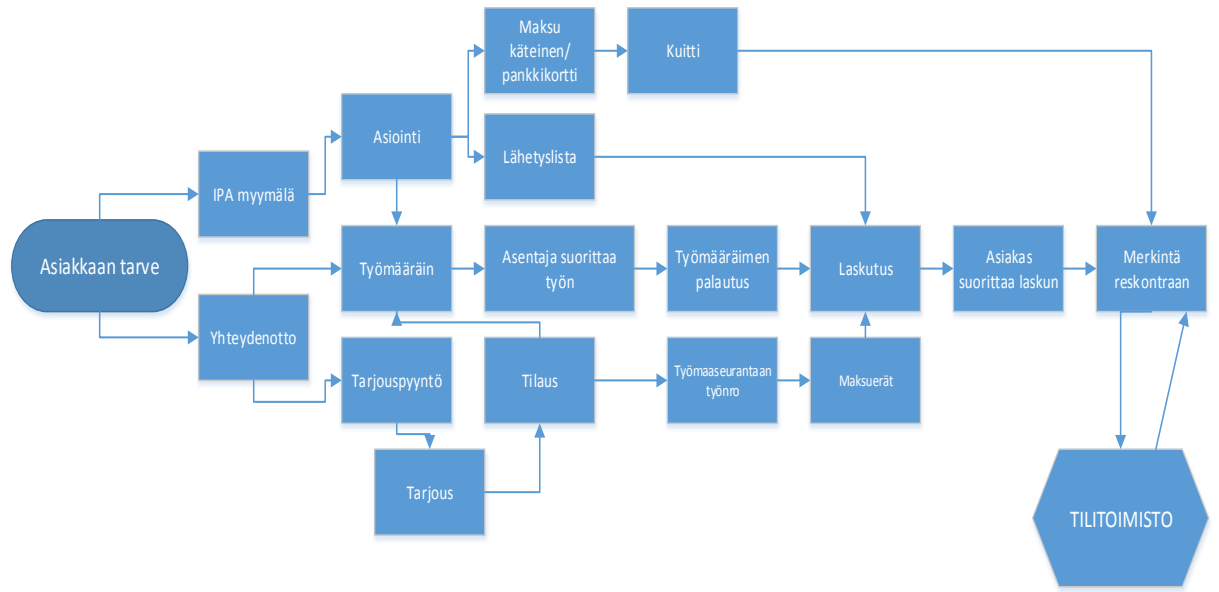 Maksu
käteinen/
pankkikortti
Kuitti
Asiointi
Lähetyslista
IPA myymälä
Asiakkaan tarve
Työmääräin
Asentaja suorittaa
työn
Työmääräimen
palautus
Laskutus
Asiakas
suorittaa laskun
Merkintä
reskontraan
Yhteydenotto
Tarjouspyyntö
Tilaus
Työmaaseurantaan
työnro
Maksuerät
Tarjous
TILITOIMISTO